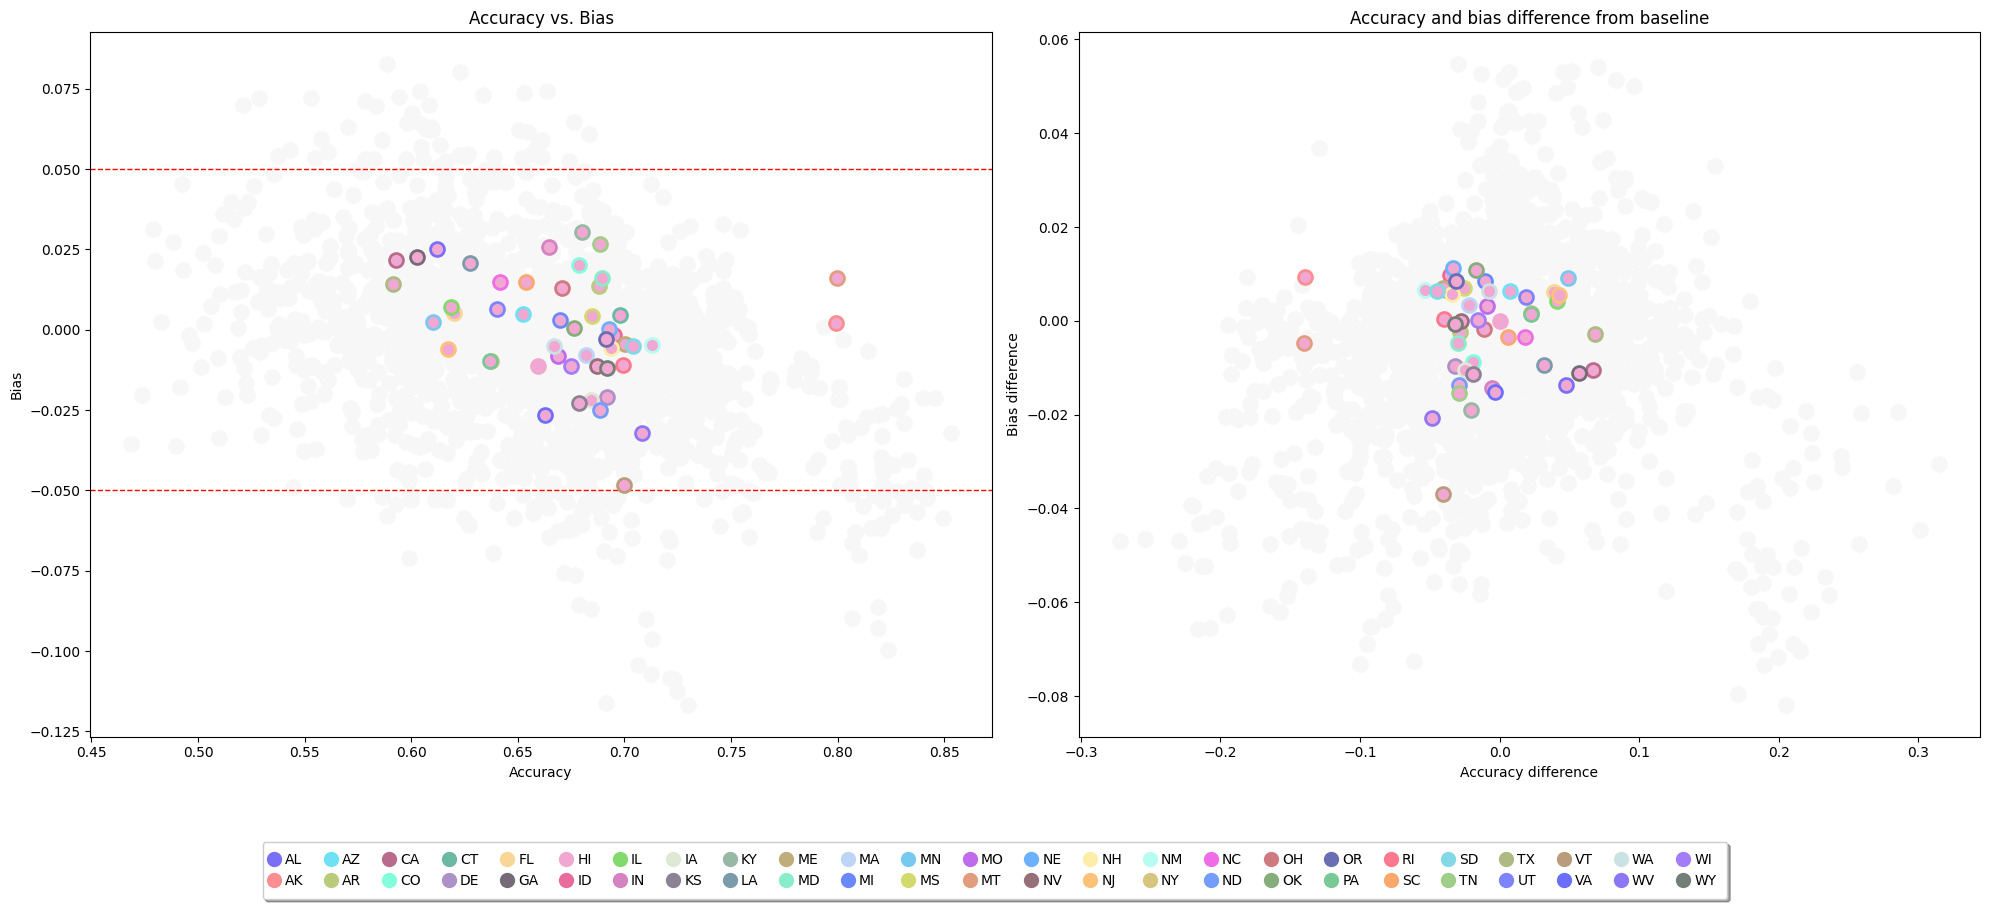 Accuracy vs. Bias
Accuracy and bias difference from baseline
0.075
0.050
0.025
0.000
−0.025
−0.050
−0.075
−0.100
−0.125
Bias
0.45 0.50 0.55 0.60 0.65 0.70 0.75 0.80 0.85
Accuracy
0.06
0.04
0.02
0.00
−0.02
−0.04
−0.06
−0.08
Bias difference
−0.3 −0.2 −0.1 0.0 0.1 0.2 0.3
Accuracy difference
AL AZ CA CT FL HI IL IA KY ME MA MN MO NE NH NM NC OH OR RI SD TX VT WA WI
AK AR CO DE GA ID IN KS LA MD MI MS MT NV NJ NY ND OK PA SC TN UT VA WV WY